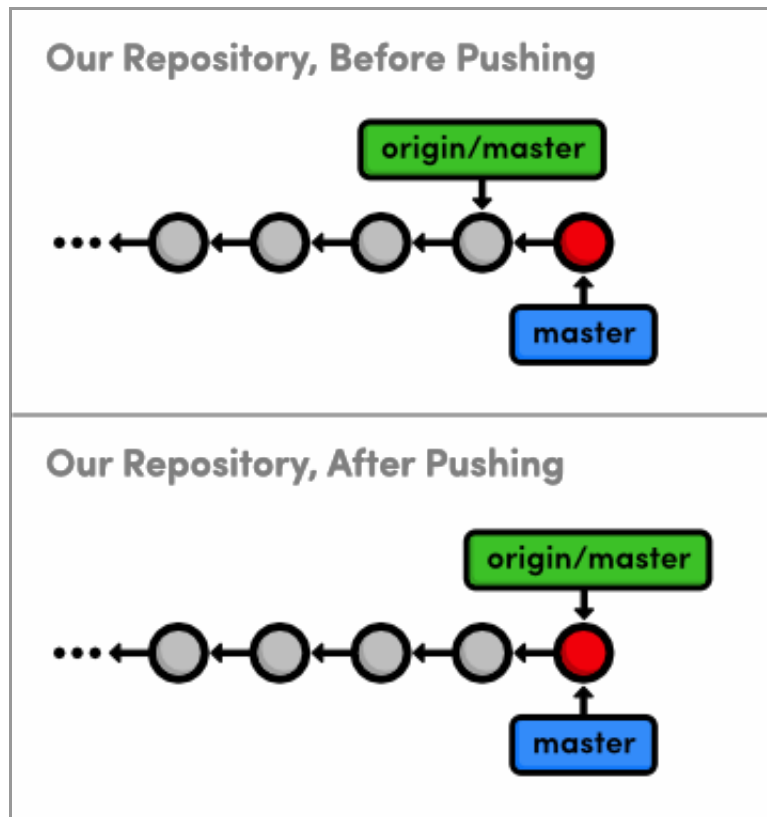 Our Repository, Before Pushing
origin/master
master
Our Repository, After Pushing
origin/master
master